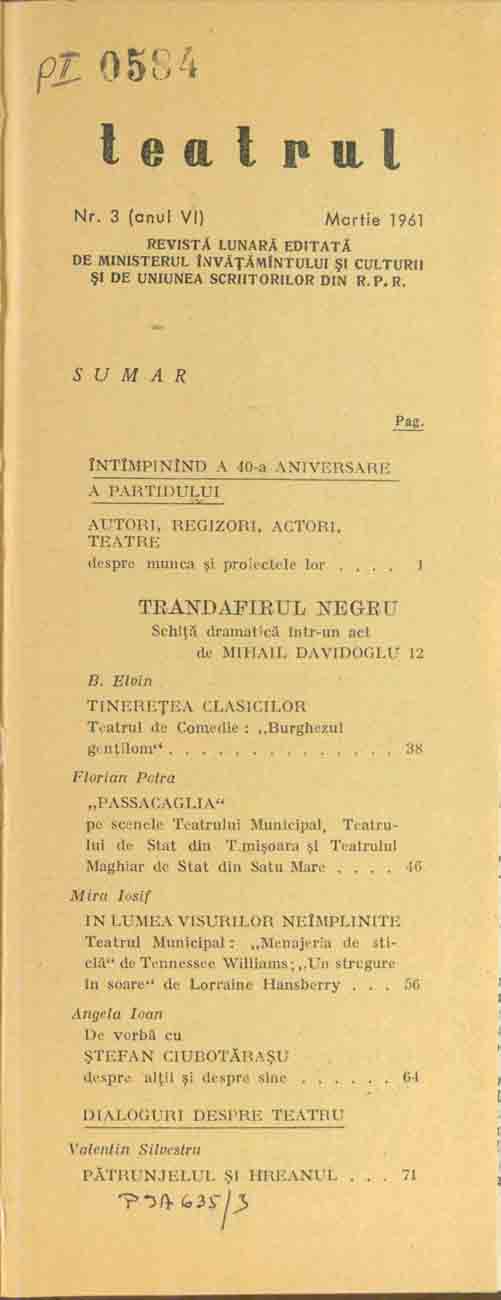 pI 0584
teatrul
Nr. 3 (anul VI) Martie 1961
REVISTĂ LUNARĂ EDITATĂ
DE MINISTERUL ÎNVĂŢĂMÎNTULUI ŞI CULTURII
ŞI DE UNIUNEA SCRIITORILOR DIN R.P.R.
SUMAR
Pag.
ÎNTÎMPINÎND A 40-a ANIVERSARE
A PARTIDULUI
AUTORI, REGIZORI, ACTORI,
TEATRE
despre munca şi proiectele lor . . . . 1
TRANDAFIRUL NEGRU
Schiţă dramatică într-un act
de MIHAIL DAVIDOGLU 12
B. Elvin
TINEREŢEA CLASICILOR
Teatrul de Comedie : „Burghezul
gentilom“ . . . . . . . . . . . . . . 38
Florian Potra
„PASSACAGLIA“
pe scenele Teatrului Municipal, Teatru-
lui de Stat din T.mişoara şi Teatrului
Maghiar de Stat din Satu Mare . . . . 46
Mira Iosif
IN LUMEA VISURILOR NEÎMPLINITE
Teatrul Municipal : „Menajeria de sti-
clă“ de Tennessee Williams; „Un strugure
în soare“ de Lorraine Hansberry . . . 56
Angela Ioan
De vorbă cu
ŞTEFAN CIUBOTĂRAŞU
despre alţii şi despre sine . . . . . . 64
DIALOGURI DESPRE TEATRU
Valentin Silvestru
PĂTRUNJELUL ŞI HREANUL . . . 71